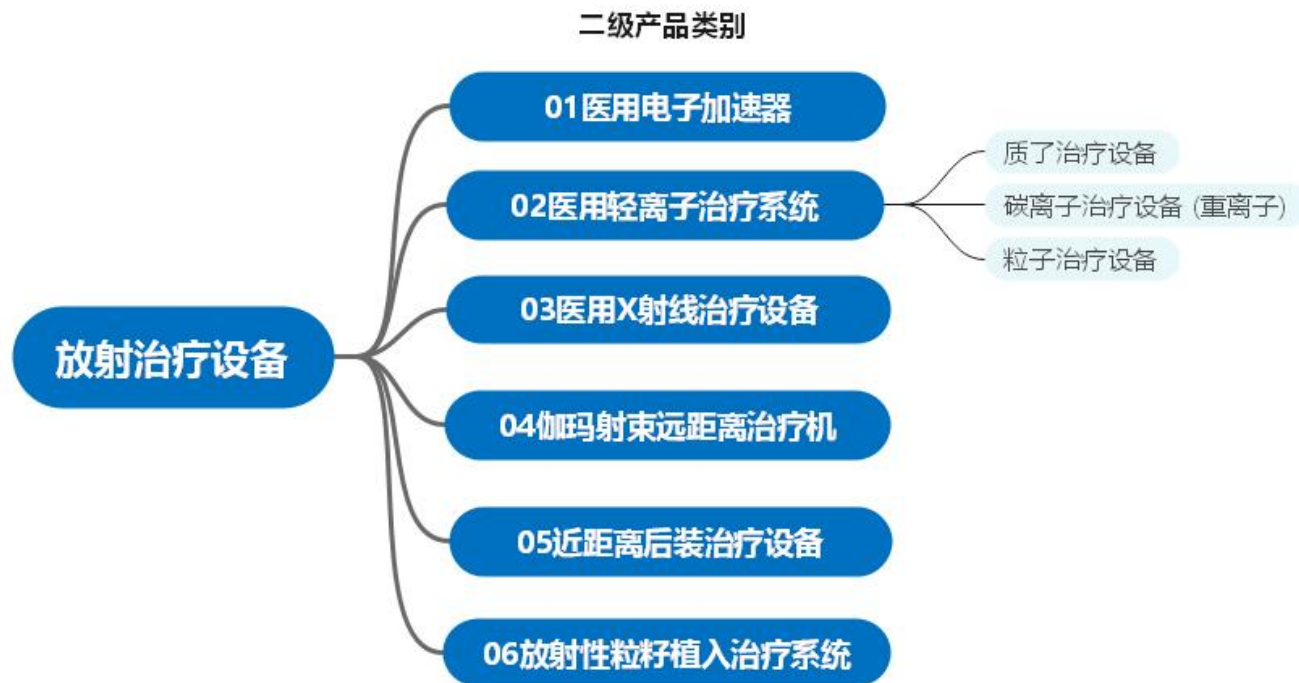 二级产品类别
01医用电子加速器
质了治疗设备
02医用轻离子治疗系统
碳离子治疗设备 (重离子)
粒子治疗设备
03医用X射线治疗设备
放射治疗设备
04伽玛射束远距离治疗机
05近距离后装治疗设备
06放射性粒籽植入治疗系统